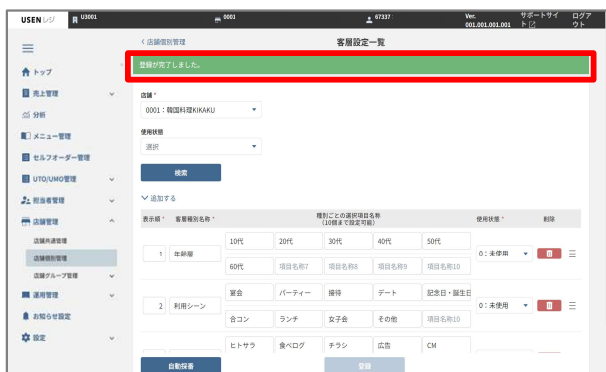 USEN レジ U3001 0001 67337 Ver. 001.001.001.001 サポートサイト ログアウト
く 店舗個別管理 客層設定一覧
登録が完了しました。
トップ
売上管理
分析
メニュー管理
セルフオーダー管理
UTO/UMO管理
担当者管理
店舗管理
店舗共通管理
店舗個別管理
店舗グループ管理
運用管理
お知らせ設定
設定
店舗 *
0001：韓国料理KIKAKU
使用状態
選択
検索
追加する
表示順 * 客層種別名称 * 種別ごとの選択項目名称 (10個まで設定可能) 使用状態 * 削除
1 年齢層 10代 20代 30代 40代 50代 0：未使用
60代 項目名称7 項目名称8 項目名称9 項目名称10
2 利用シーン 宴会 パーティー 接待 デート 記念日・誕生日 0：未使用
合コン ランチ 女子会 その他 項目名称10
ヒトサラ 食べログ チラシ 広告 CM
自動採番 登録